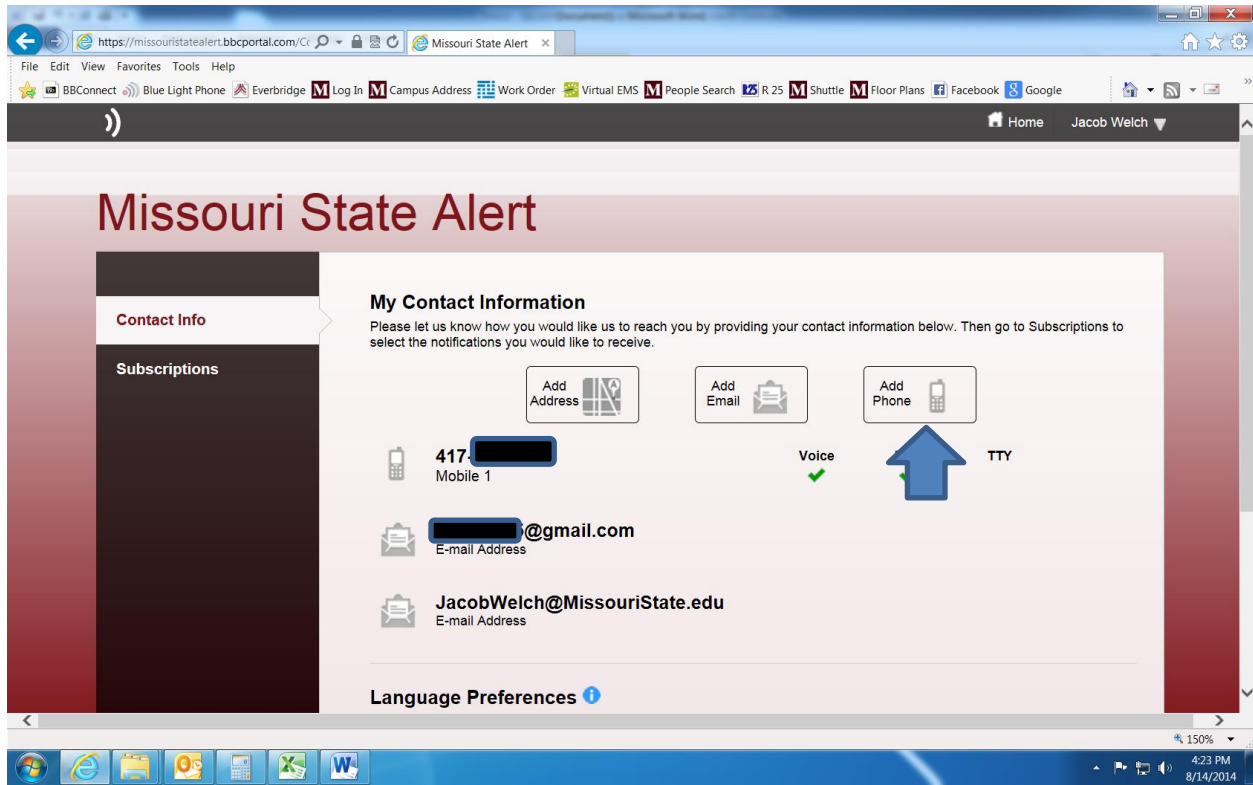 https://missouristatealert.bbcportal.com/Co
Missouri State Alert
File Edit View Favorites Tools Help
BBConnect Blue Light Phone Everbridge Log In Campus Address Work Order Virtual EMS People Search R 25 Shuttle Floor Plans Facebook Google
Home Jacob Welch
Missouri State Alert
Contact Info
Subscriptions
My Contact Information
Please let us know how you would like us to reach you by providing your contact information below. Then go to Subscriptions to
select the notifications you would like to receive.
Add
Address
Add
Email
Add
Phone
417-
Mobile 1
Voice
TTY
@gmail.com
E-mail Address
JacobWelch@MissouriState.edu
E-mail Address
Language Preferences
150%
4:23 PM
8/14/2014